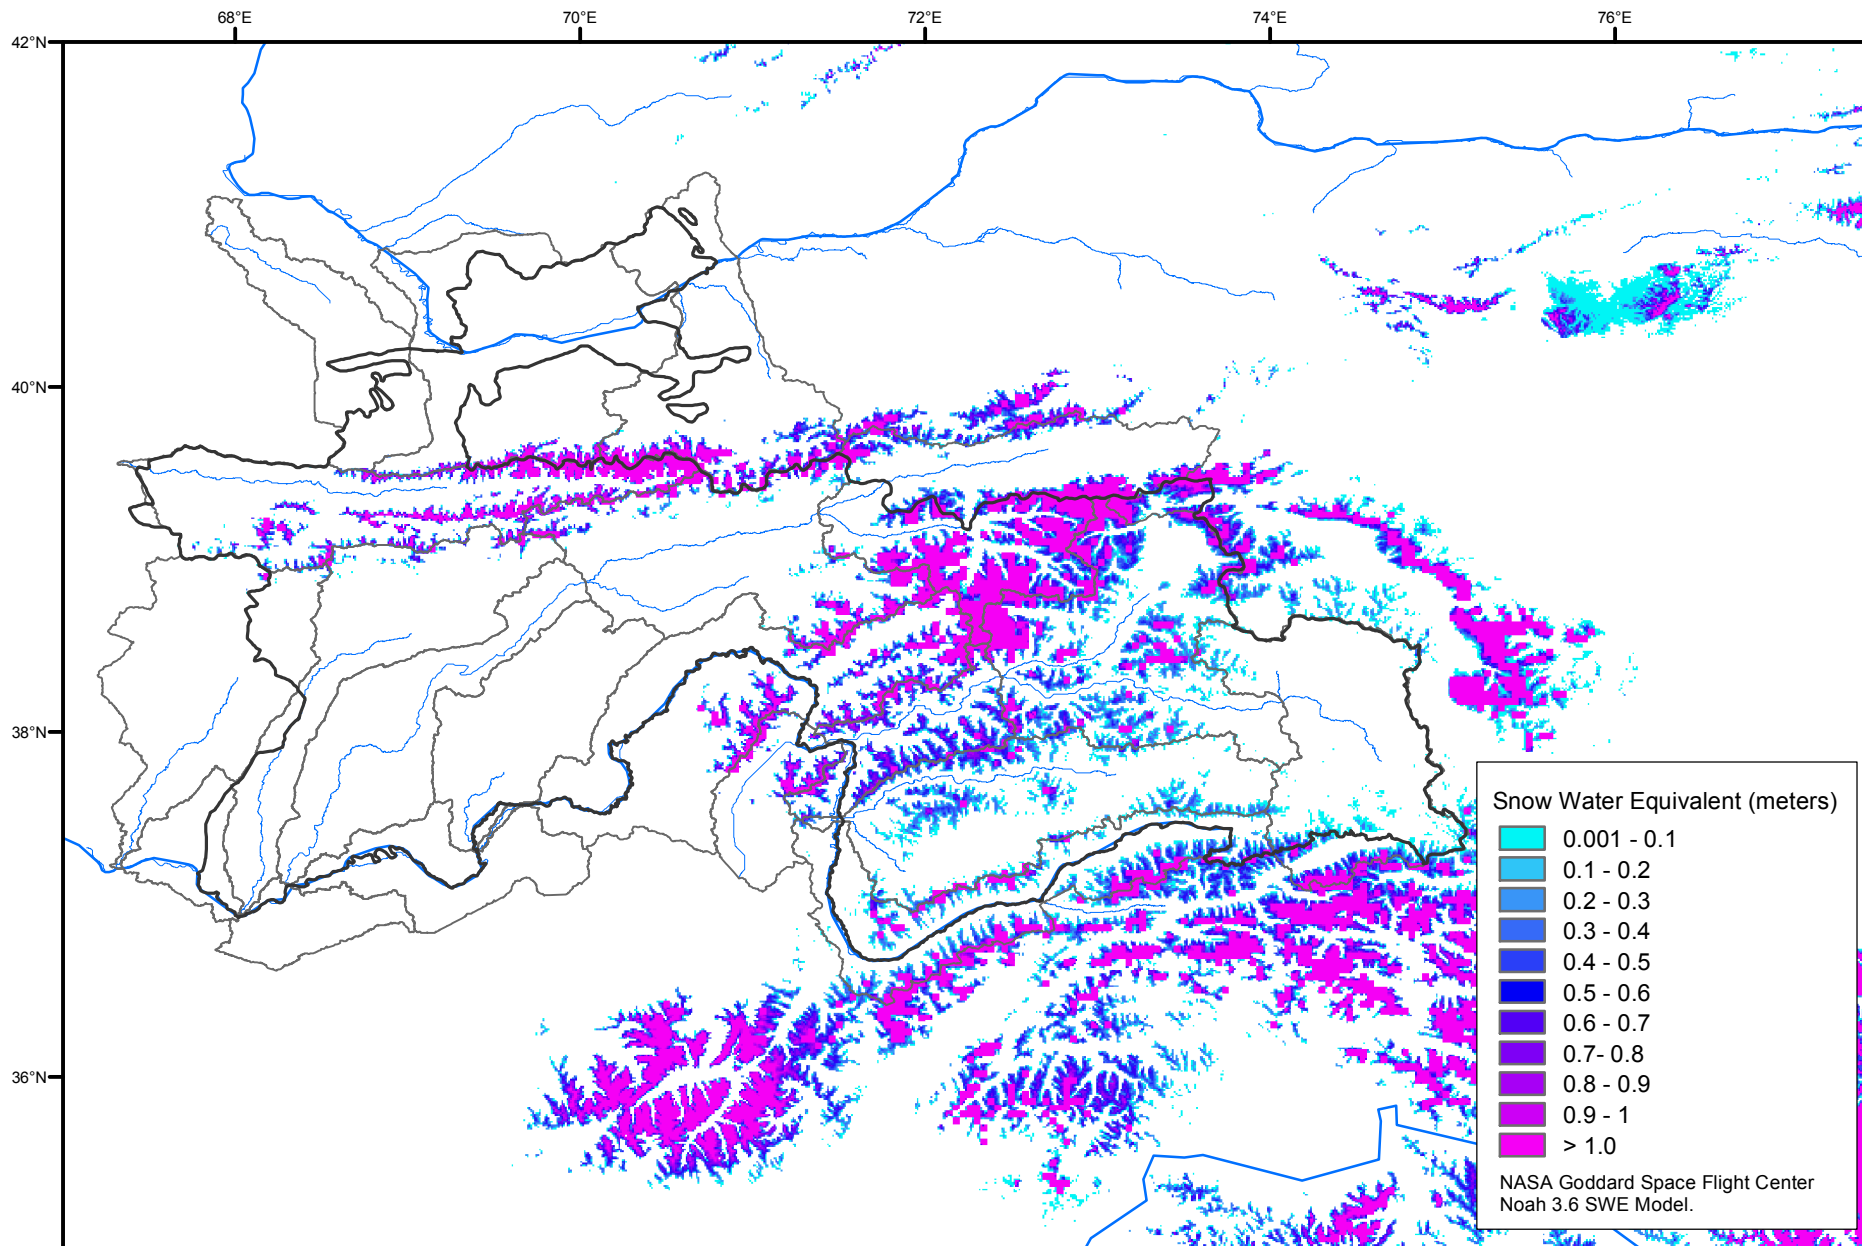 68°E 70°E 72°E 74°E 76°E
42°N
40°N
38°N
36°N
Snow Water Equivalent (meters)
0.001 - 0.1
0.1 - 0.2
0.2 - 0.3
0.3 - 0.4
0.4 - 0.5
0.5 - 0.6
0.6 - 0.7
0.7- 0.8
0.8 - 0.9
0.9 - 1
> 1.0
NASA Goddard Space Flight Center
Noah 3.6 SWE Model.